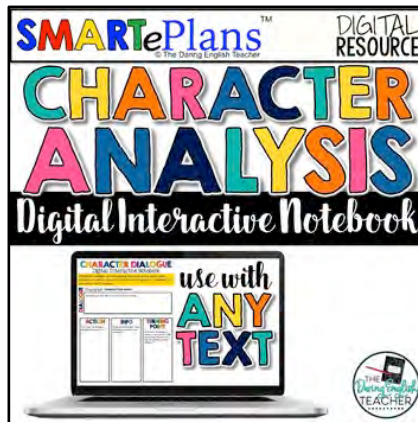 SMARTePlans™
© The Daring English Teacher
DIGITAL
RESOURCE
CHARACTER
ANALYSIS
Digital Interactive Notebook
CHARACTER DIALOGUE
Digital Interactive Notebook
use with
ANY
TEXT
ACTION
INFO
TURNING
POINT
THE
Daring English
TEACHER